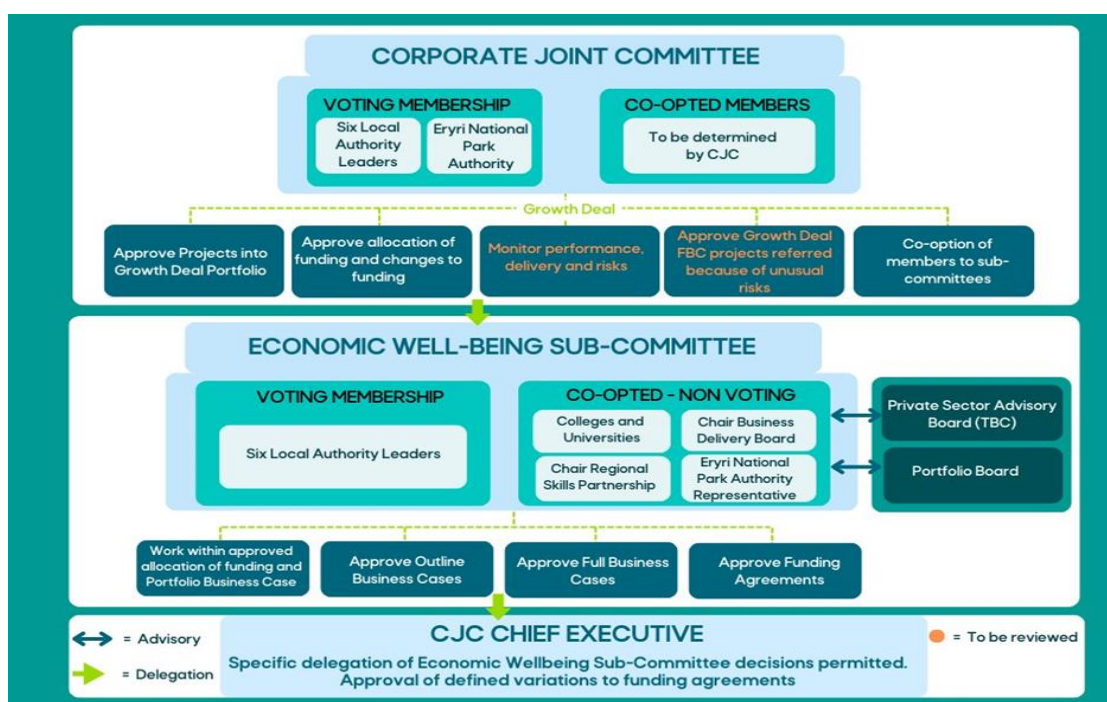 CORPORATE JOINT COMMITTEE
VOTING MEMBERSHIP
Six Local
Authority
Leaders
Eryri National
Park
Authority
CO-OPTED MEMBERS
To be determined
by CJC
Growth Deal
Approve Projects into
Growth Deal Portfolio
Approve allocation of
funding and changes to
funding
Monitor performance,
delivery and risks
Approve Growth Deal
FBC projects referred
because of unusual
risks
Co-option of
members to sub-
committees
ECONOMIC WELL-BEING SUB-COMMITTEE
VOTING MEMBERSHIP
Six Local Authority Leaders
CO-OPTED - NON VOTING
Colleges and
Universities
Chair Business
Delivery Board
Chair Regional
Skills Partnership
Eryri National
Park Authority
Representative
Private Sector Advisory
Board (TBC)
Portfolio Board
Work within approved
allocation of funding and
Portfolio Business Case
Approve Outline
Business Cases
Approve Full Business
Cases
Approve Funding
Agreements
= Advisory
= Delegation
CJC CHIEF EXECUTIVE
Specific delegation of Economic Wellbeing Sub-Committee decisions permitted.
Approval of defined variations to funding agreements
= To be reviewed